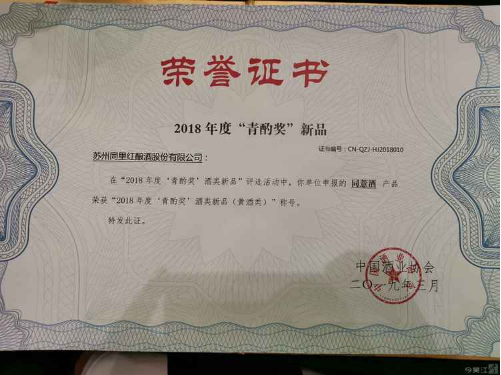 荣誉证书
2018年度“青酌奖”新品
证书编号：CN-QZJ-HJ2018010
苏州同里红酿酒股份有限公司：
在“2018年度‘青酌奖’酒类新品”评选活动中，你单位申报的 同薏酒 产品
荣获“2018年度‘青酌奖’酒类新品（黄酒类）”称号。
特发此证。
中国酒业协会
二〇一九年三月
今吴江